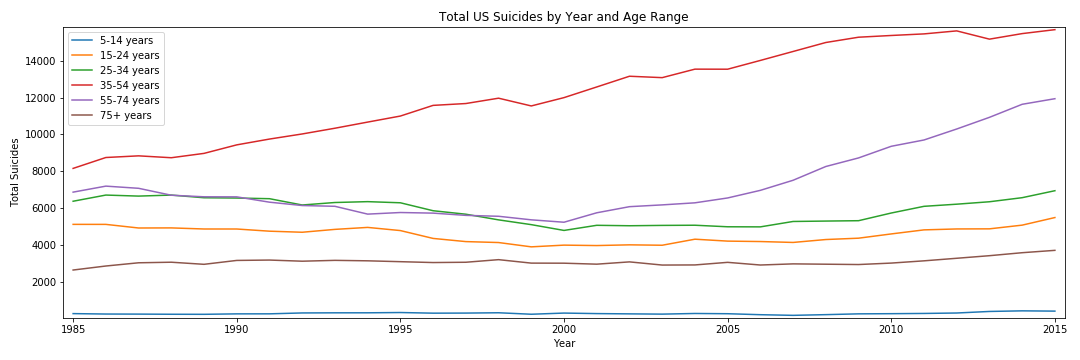 Total US Suicides by Year and Age Range
5-14 years
15-24 years
25-34 years
35-54 years
55-74 years
75+ years
Total Suicides
14000
12000
10000
8000
6000
4000
2000
1985 1990 1995 2000 2005 2010 2015
Year